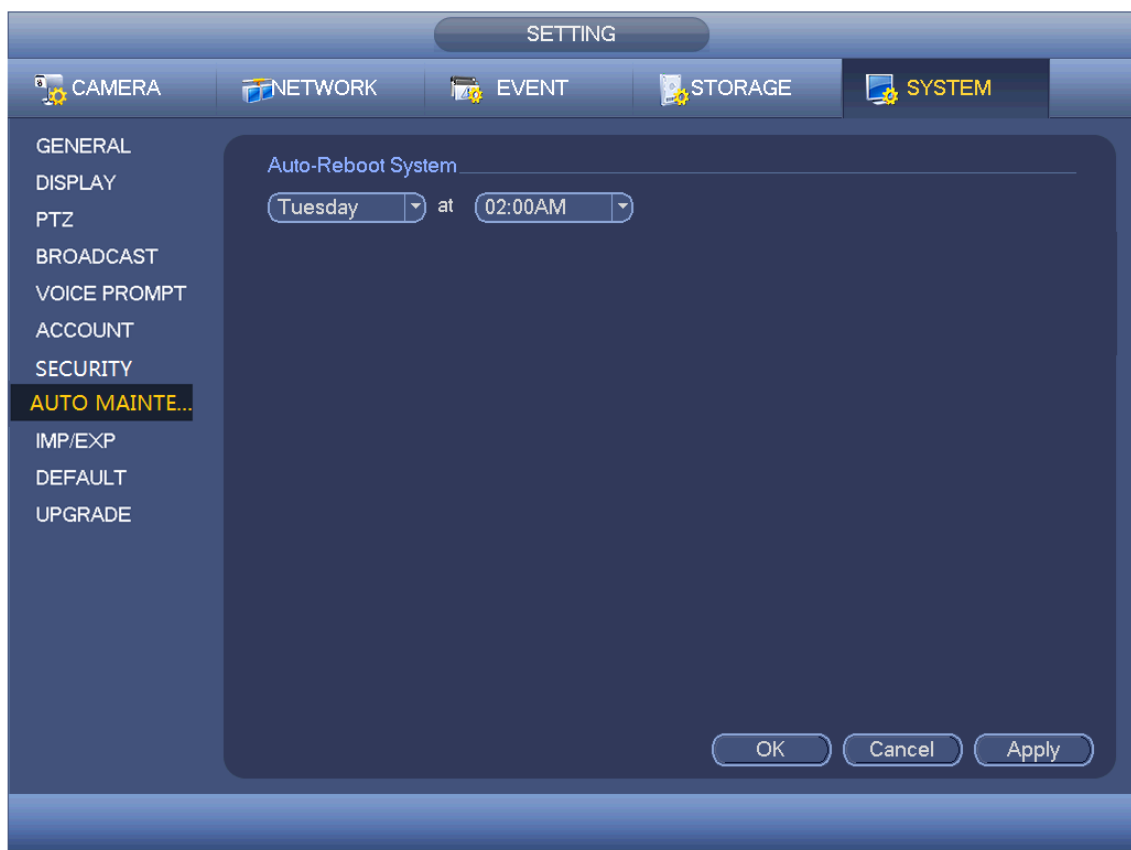 SETTING
CAMERA NETWORK EVENT STORAGE SYSTEM
GENERAL
DISPLAY
PTZ
BROADCAST
VOICE PROMPT
ACCOUNT
SECURITY
AUTO MAINTE...
IMP/EXP
DEFAULT
UPGRADE
Auto-Reboot System
Tuesday at 02:00AM
OK Cancel Apply